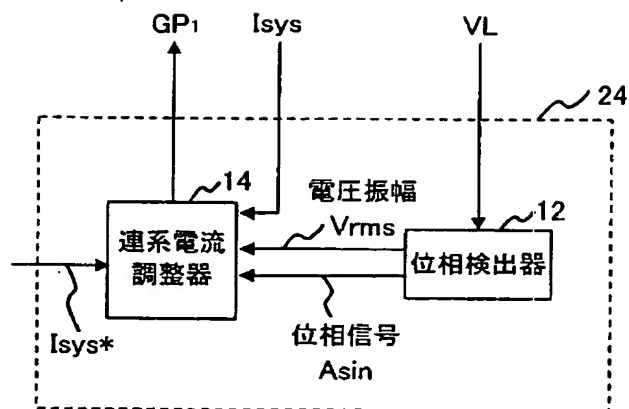 GP1
Isys
VL
24
14
電圧振幅
Vrms
12
連系電流
調整器
位相検出器
Isys*
位相信号
Asin